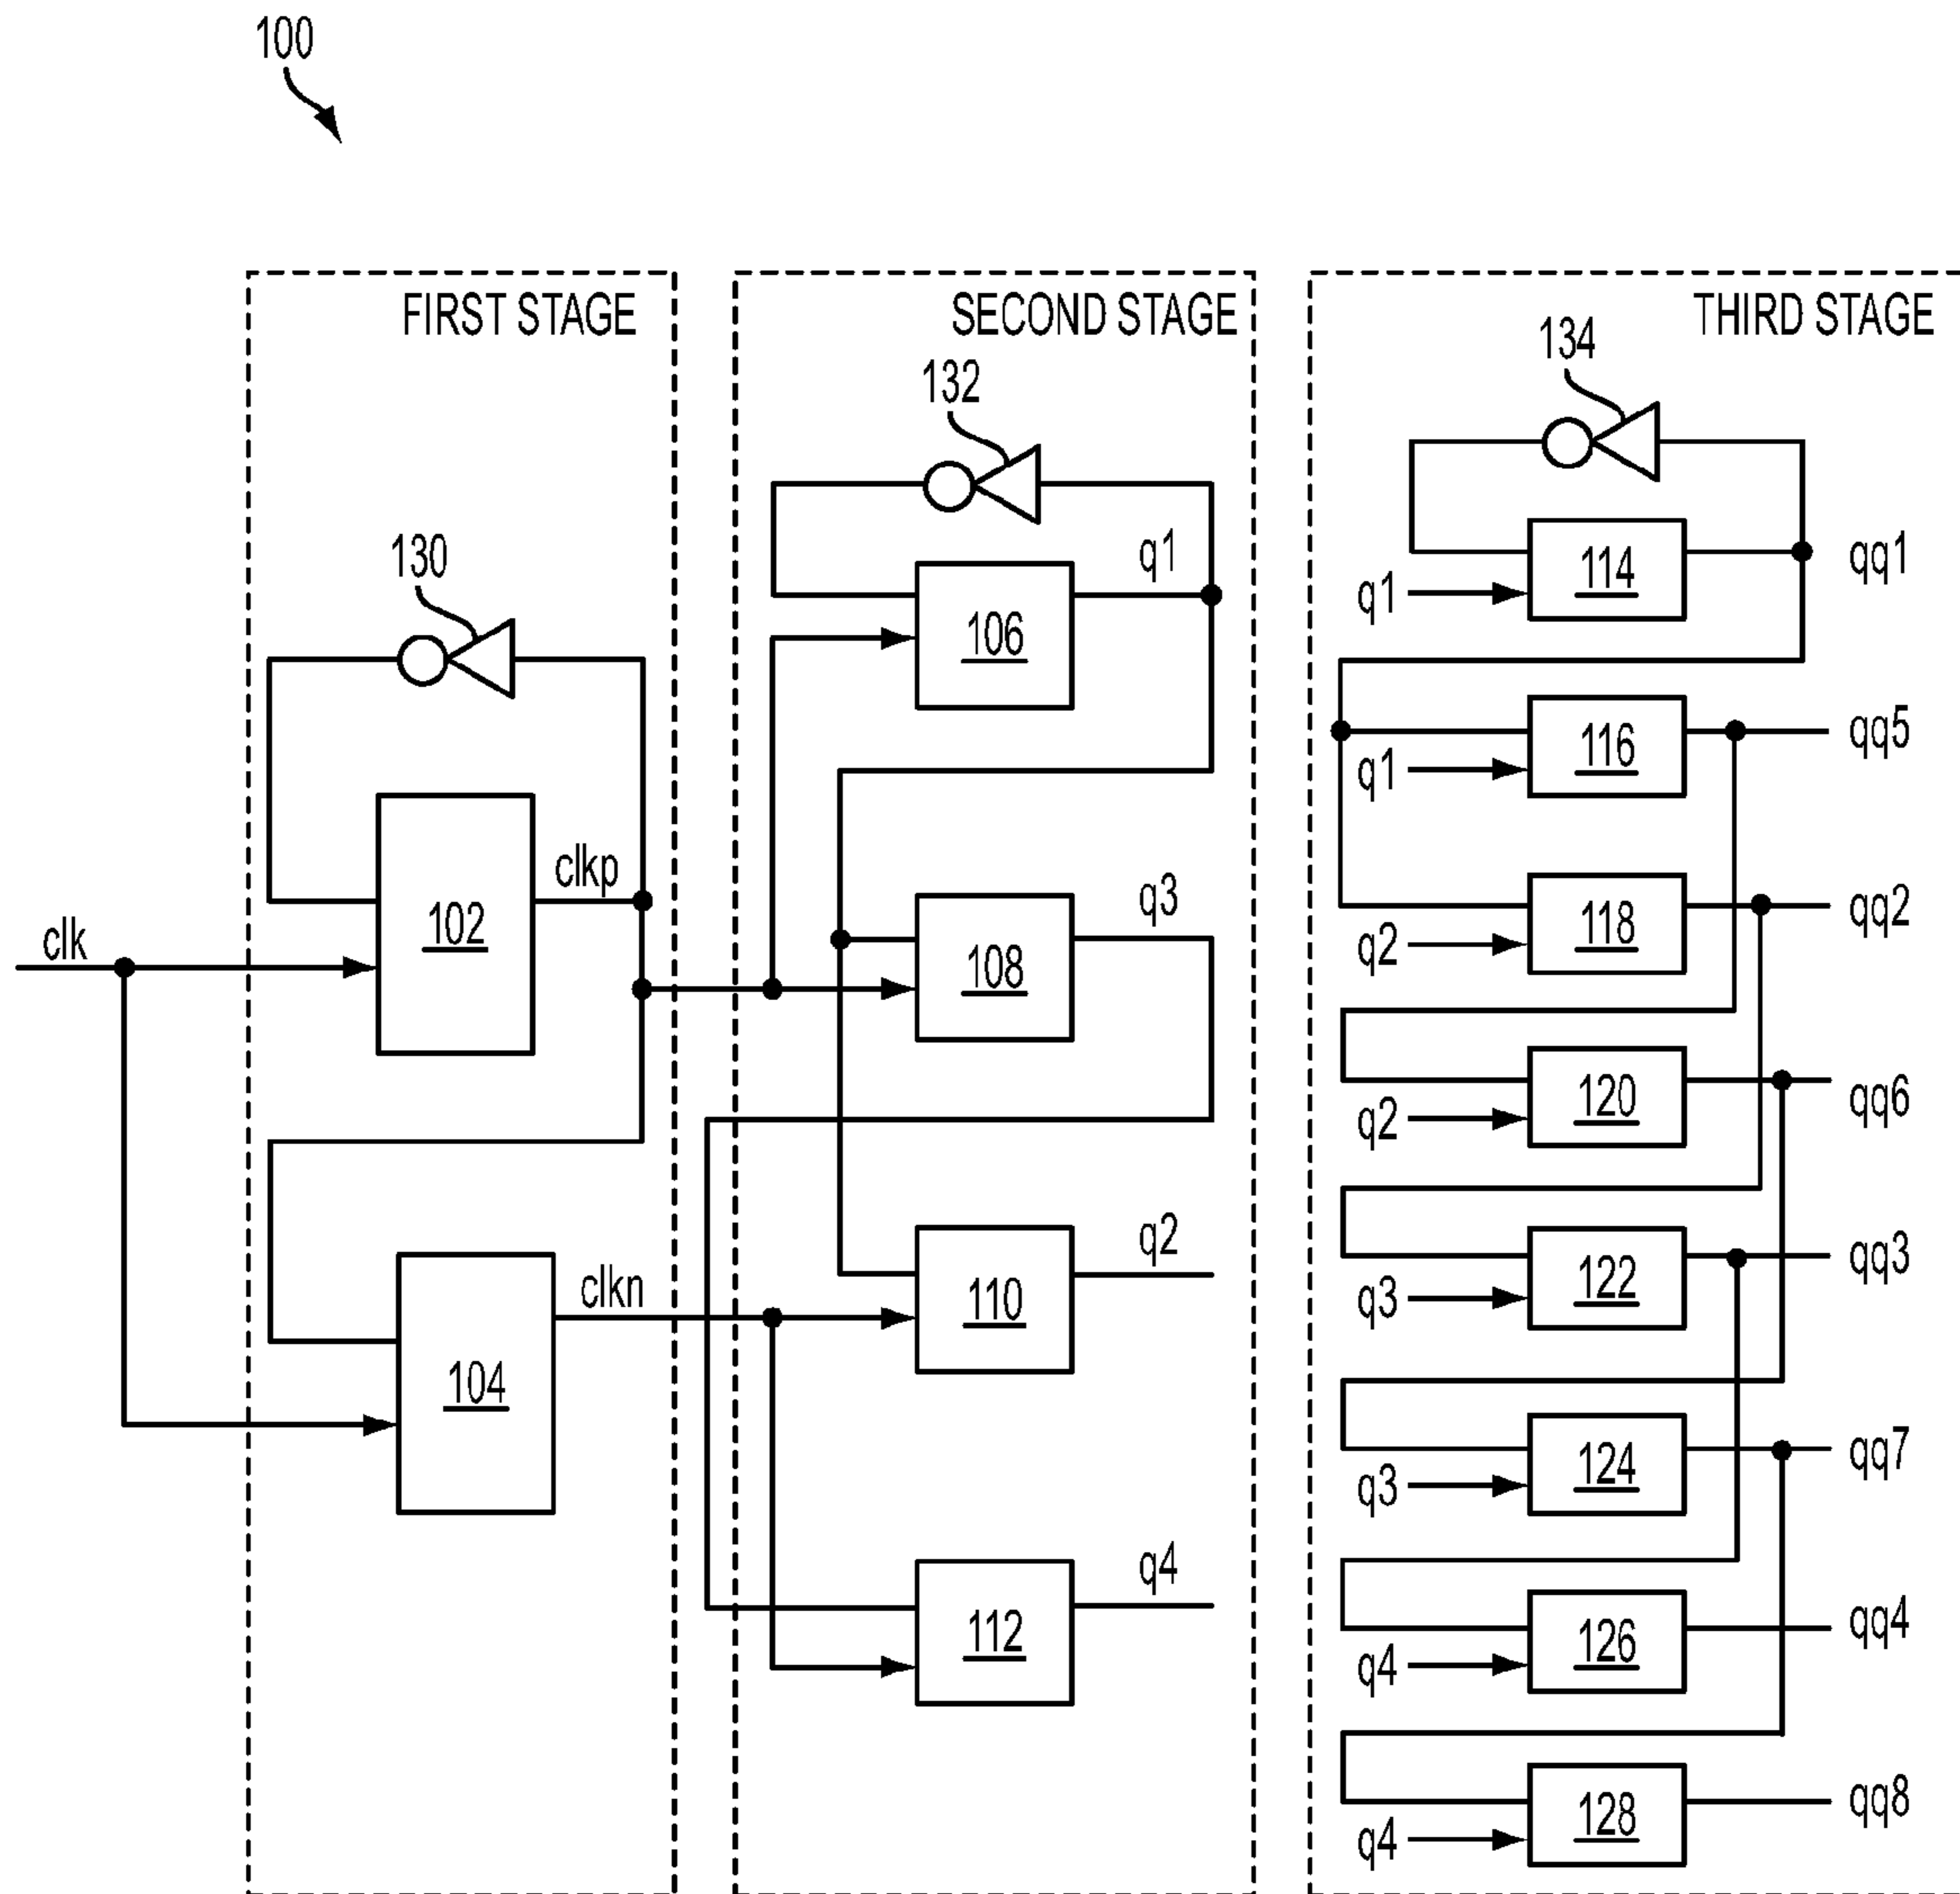 100
FIRST STAGE
130
102
clkp
clk
104
clkn
SECOND STAGE
132
q1
106
q3
108
q2
110
q4
112
THIRD STAGE
134
114
q1
qq1
116
q1
qq5
118
q2
qq2
120
q2
qq6
122
q3
qq3
124
q3
qq7
126
q4
qq4
128
q4
qq8